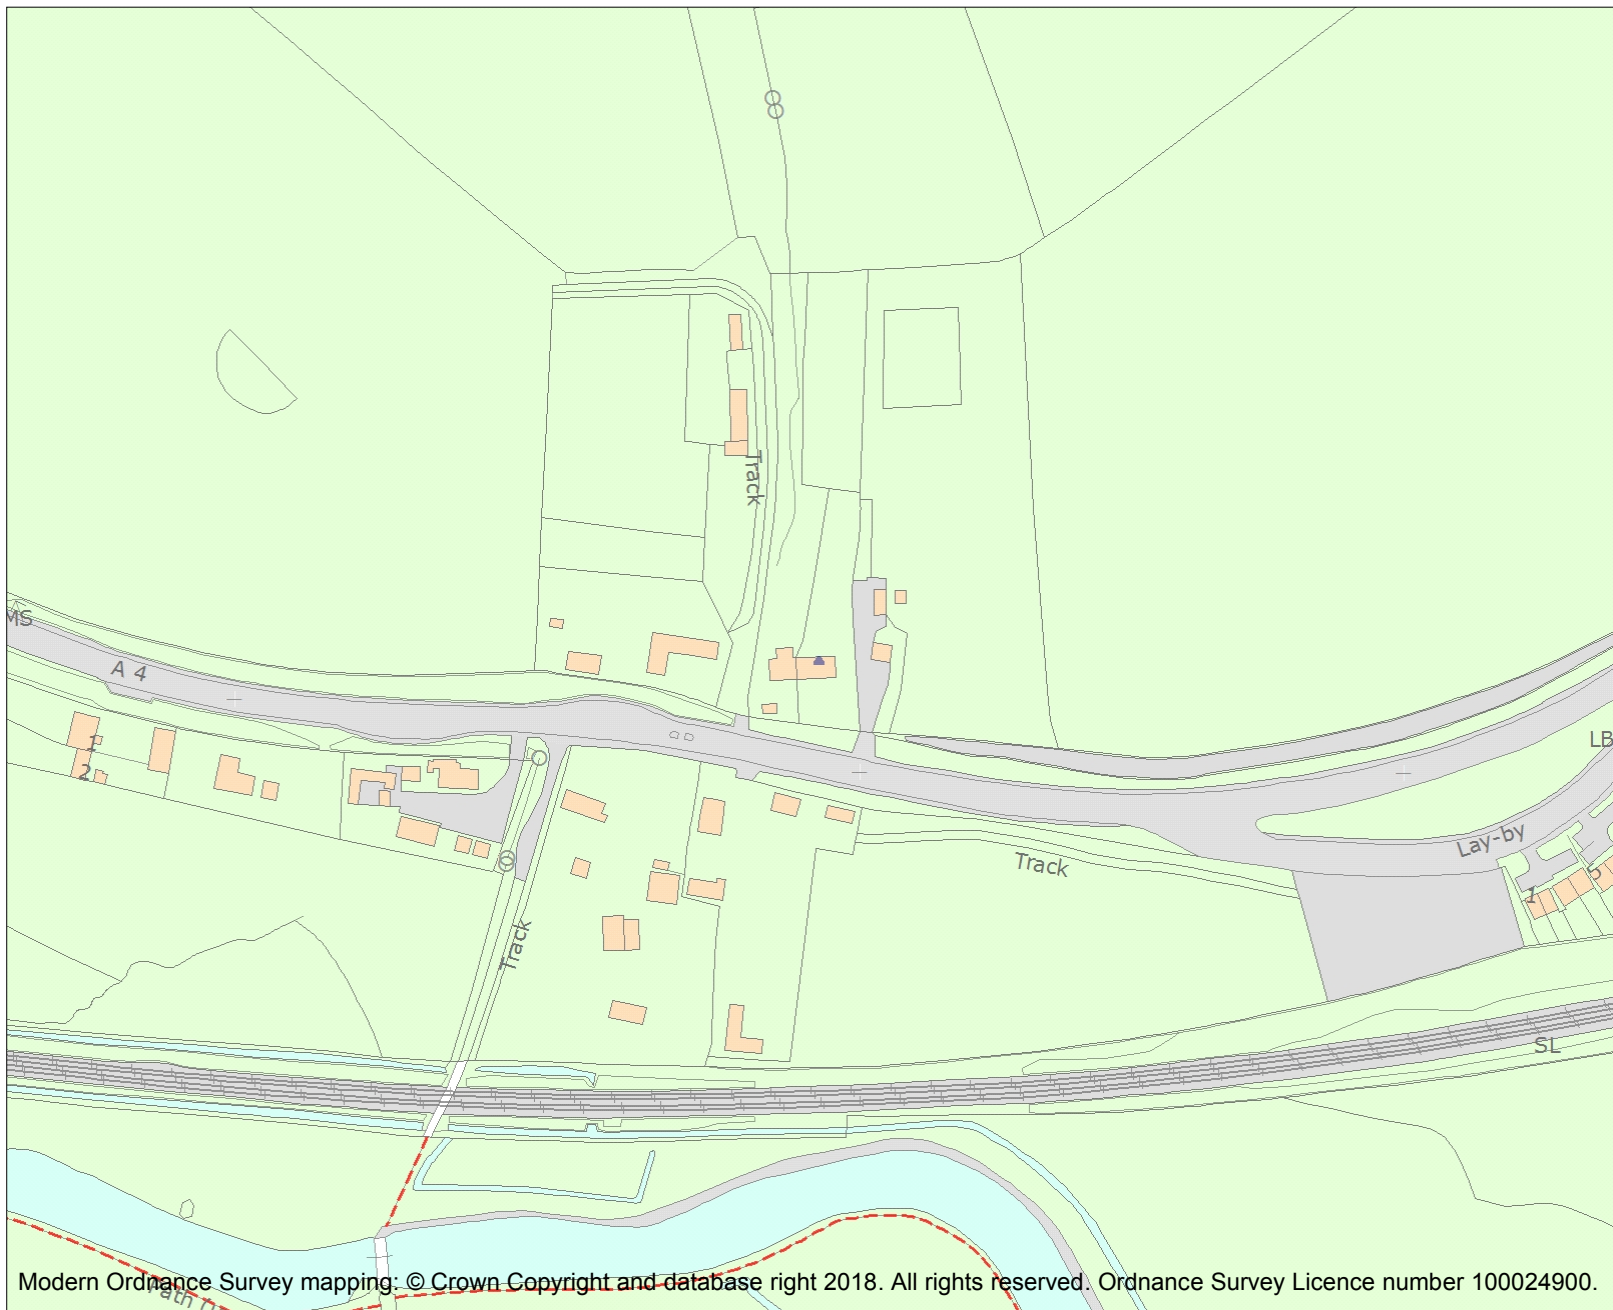 Track
MS
A 4
1
2
LB
Lay-by
Track
5
1
Track
SL
Modern Ordnance Survey mapping: © Crown Copyright and database right 2018. All rights reserved. Ordnance Survey Licence number 100024900.
Path